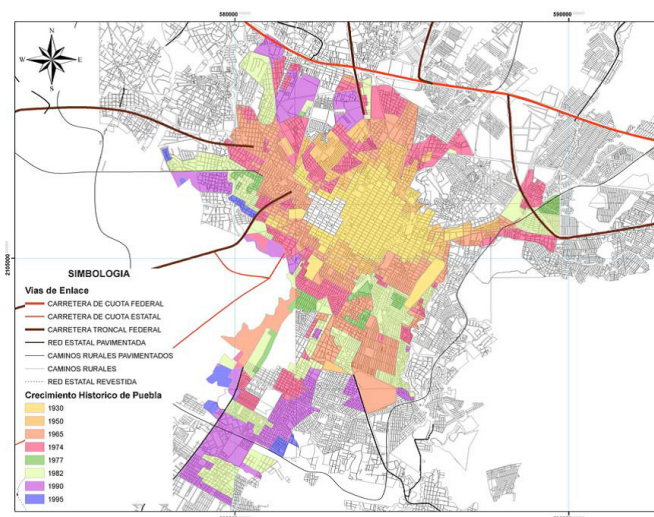 580000
590000
N
W
E
S
2105000
SIMBOLOGIA
Vias de Enlace
CARRETERA DE CUOTA FEDERAL
CARRETERA DE CUOTA ESTATAL
CARRETERA TRONCAL FEDERAL
RED ESTATAL PAVIMENTADA
CAMINOS RURALES PAVIMENTADOS
CAMINOS RURALES
RED ESTATAL REVESTIDA
Crecimiento Historico de Puebla
1930
1950
1965
1974
1977
1982
1990
1995